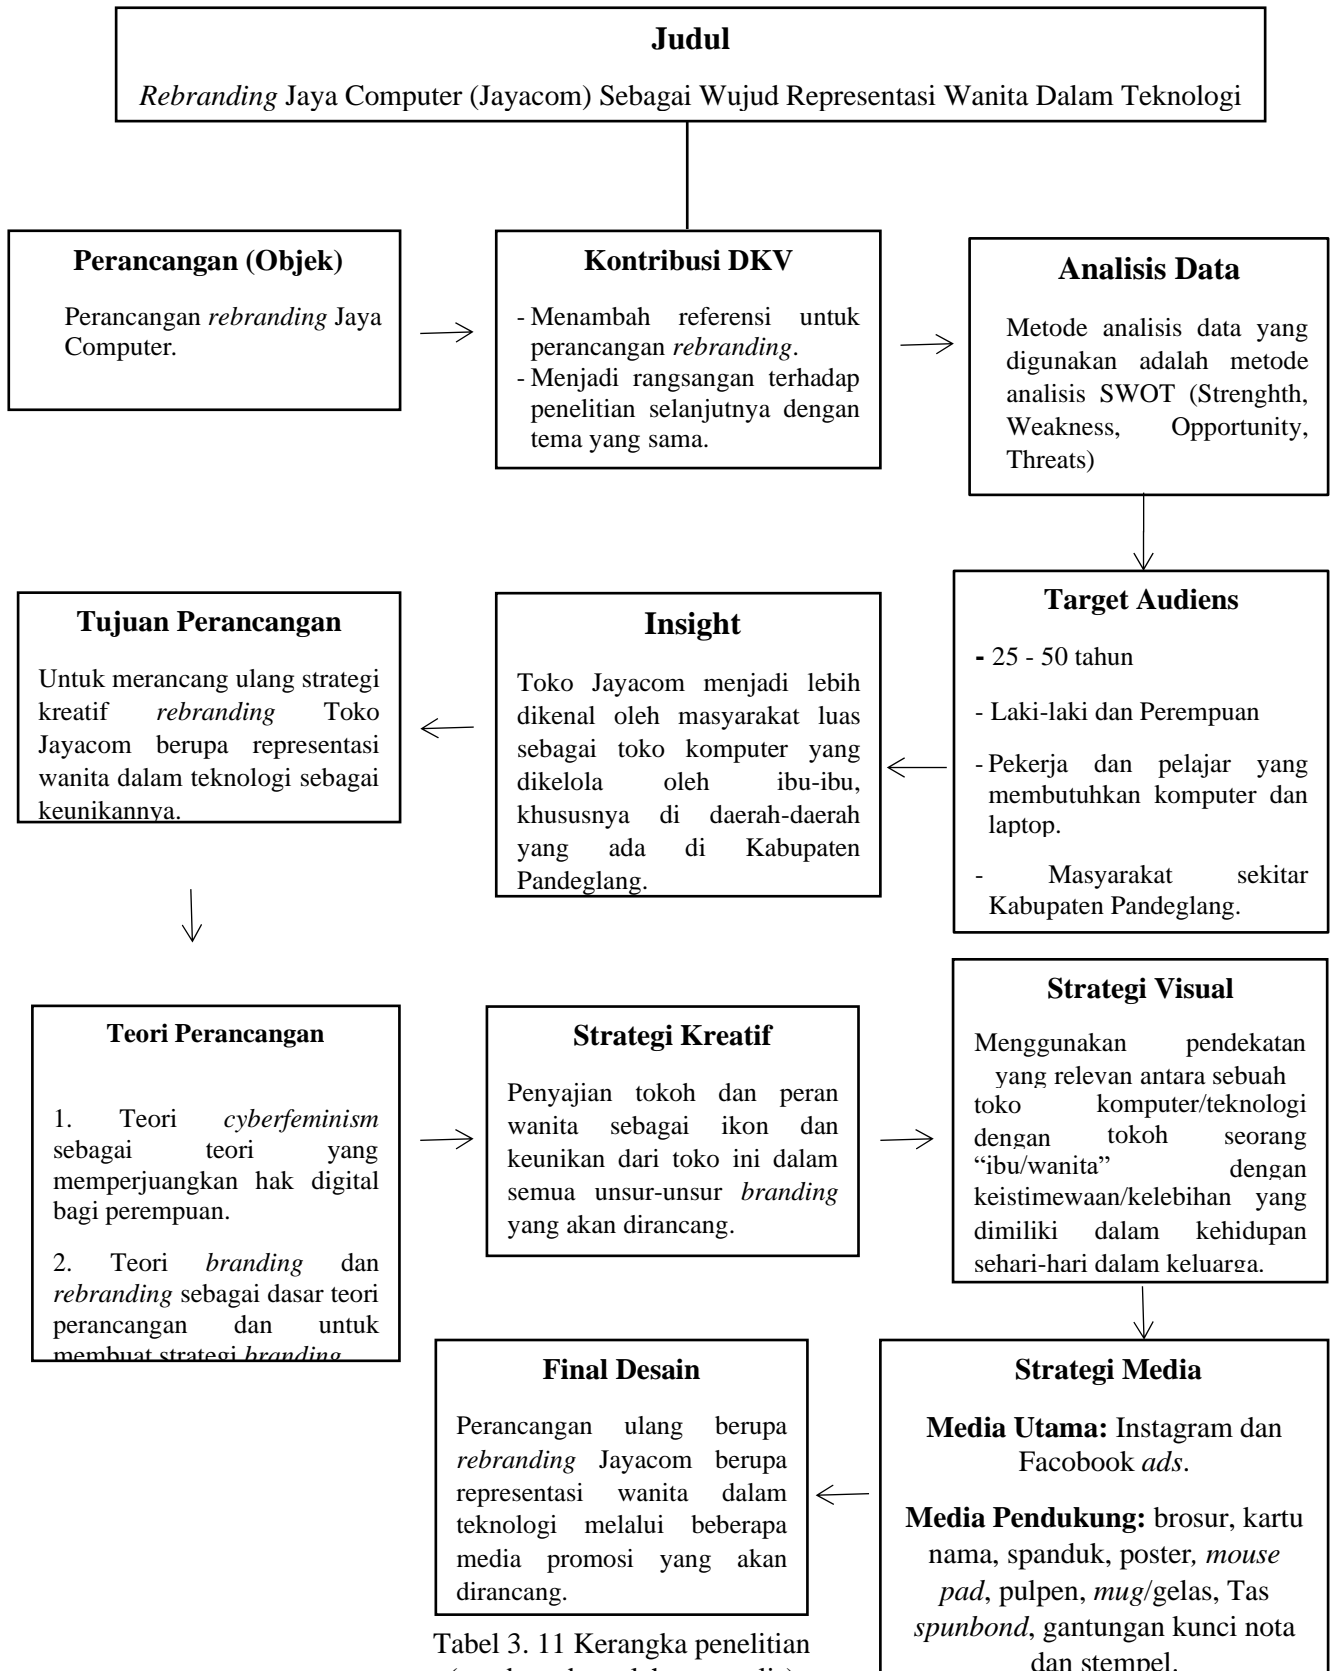 Judul
Rebranding Jaya Computer (Jayacom) Sebagai Wujud Representasi Wanita Dalam Teknologi
Perancangan (Objek)
Perancangan rebranding Jaya
Computer.
Kontribusi DKV
- Menambah referensi untuk
perancangan rebranding.
- Menjadi rangsangan terhadap
penelitian selanjutnya dengan
tema yang sama.
Analisis Data
Metode analisis data yang
digunakan adalah metode
analisis SWOT (Strenghth,
Weakness, Opportunity,
Threats)
Target Audiens
- 25 - 50 tahun
- Laki-laki dan Perempuan
- Pekerja dan pelajar yang
membutuhkan komputer dan
laptop.
- Masyarakat sekitar
Kabupaten Pandeglang.
Insight
Toko Jayacom menjadi lebih
dikenal oleh masyarakat luas
sebagai toko komputer yang
dikelola oleh ibu-ibu,
khususnya di daerah-daerah
yang ada di Kabupaten
Pandeglang.
Tujuan Perancangan
Untuk merancang ulang strategi
kreatif rebranding Toko
Jayacom berupa representasi
wanita dalam teknologi sebagai
keunikannya.
Teori Perancangan
1. Teori cyberfeminism
sebagai teori yang
memperjuangkan hak digital
bagi perempuan.
2. Teori branding dan
rebranding sebagai dasar teori
perancangan dan untuk
membuat strategi branding
Strategi Kreatif
Penyajian tokoh dan peran
wanita sebagai ikon dan
keunikan dari toko ini dalam
semua unsur-unsur branding
yang akan dirancang.
Strategi Visual
Menggunakan pendekatan
yang relevan antara sebuah
toko komputer/teknologi
dengan tokoh seorang
“ibu/wanita” dengan
keistimewaan/kelebihan yang
dimiliki dalam kehidupan
sehari-hari dalam keluarga.
Strategi Media
Media Utama: Instagram dan
Facobook ads.
Media Pendukung: brosur, kartu
nama, spanduk, poster, mouse
pad, pulpen, mug/gelas, Tas
spunbond, gantungan kunci nota
dan stempel.
Final Desain
Perancangan ulang berupa
rebranding Jayacom berupa
representasi wanita dalam
teknologi melalui beberapa
media promosi yang akan
dirancang.
Tabel 3. 11 Kerangka penelitian